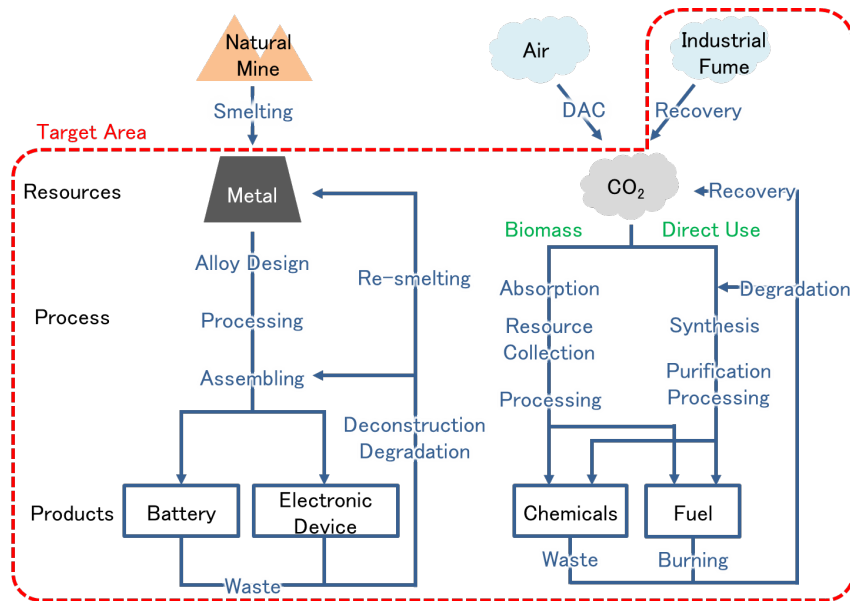 Natural
Mine
Air
Industrial
Fume
Smelting
DAC
Recovery
Target Area
Resources
Metal
CO₂
Recovery
Biomass
Direct Use
Alloy Design
Re-smelting
Absorption
Degradation
Process
Processing
Resource
Collection
Synthesis
Assembling
Purification
Processing
Processing
Deconstruction
Degradation
Products
Battery
Electronic
Device
Chemicals
Fuel
Waste
Waste
Burning